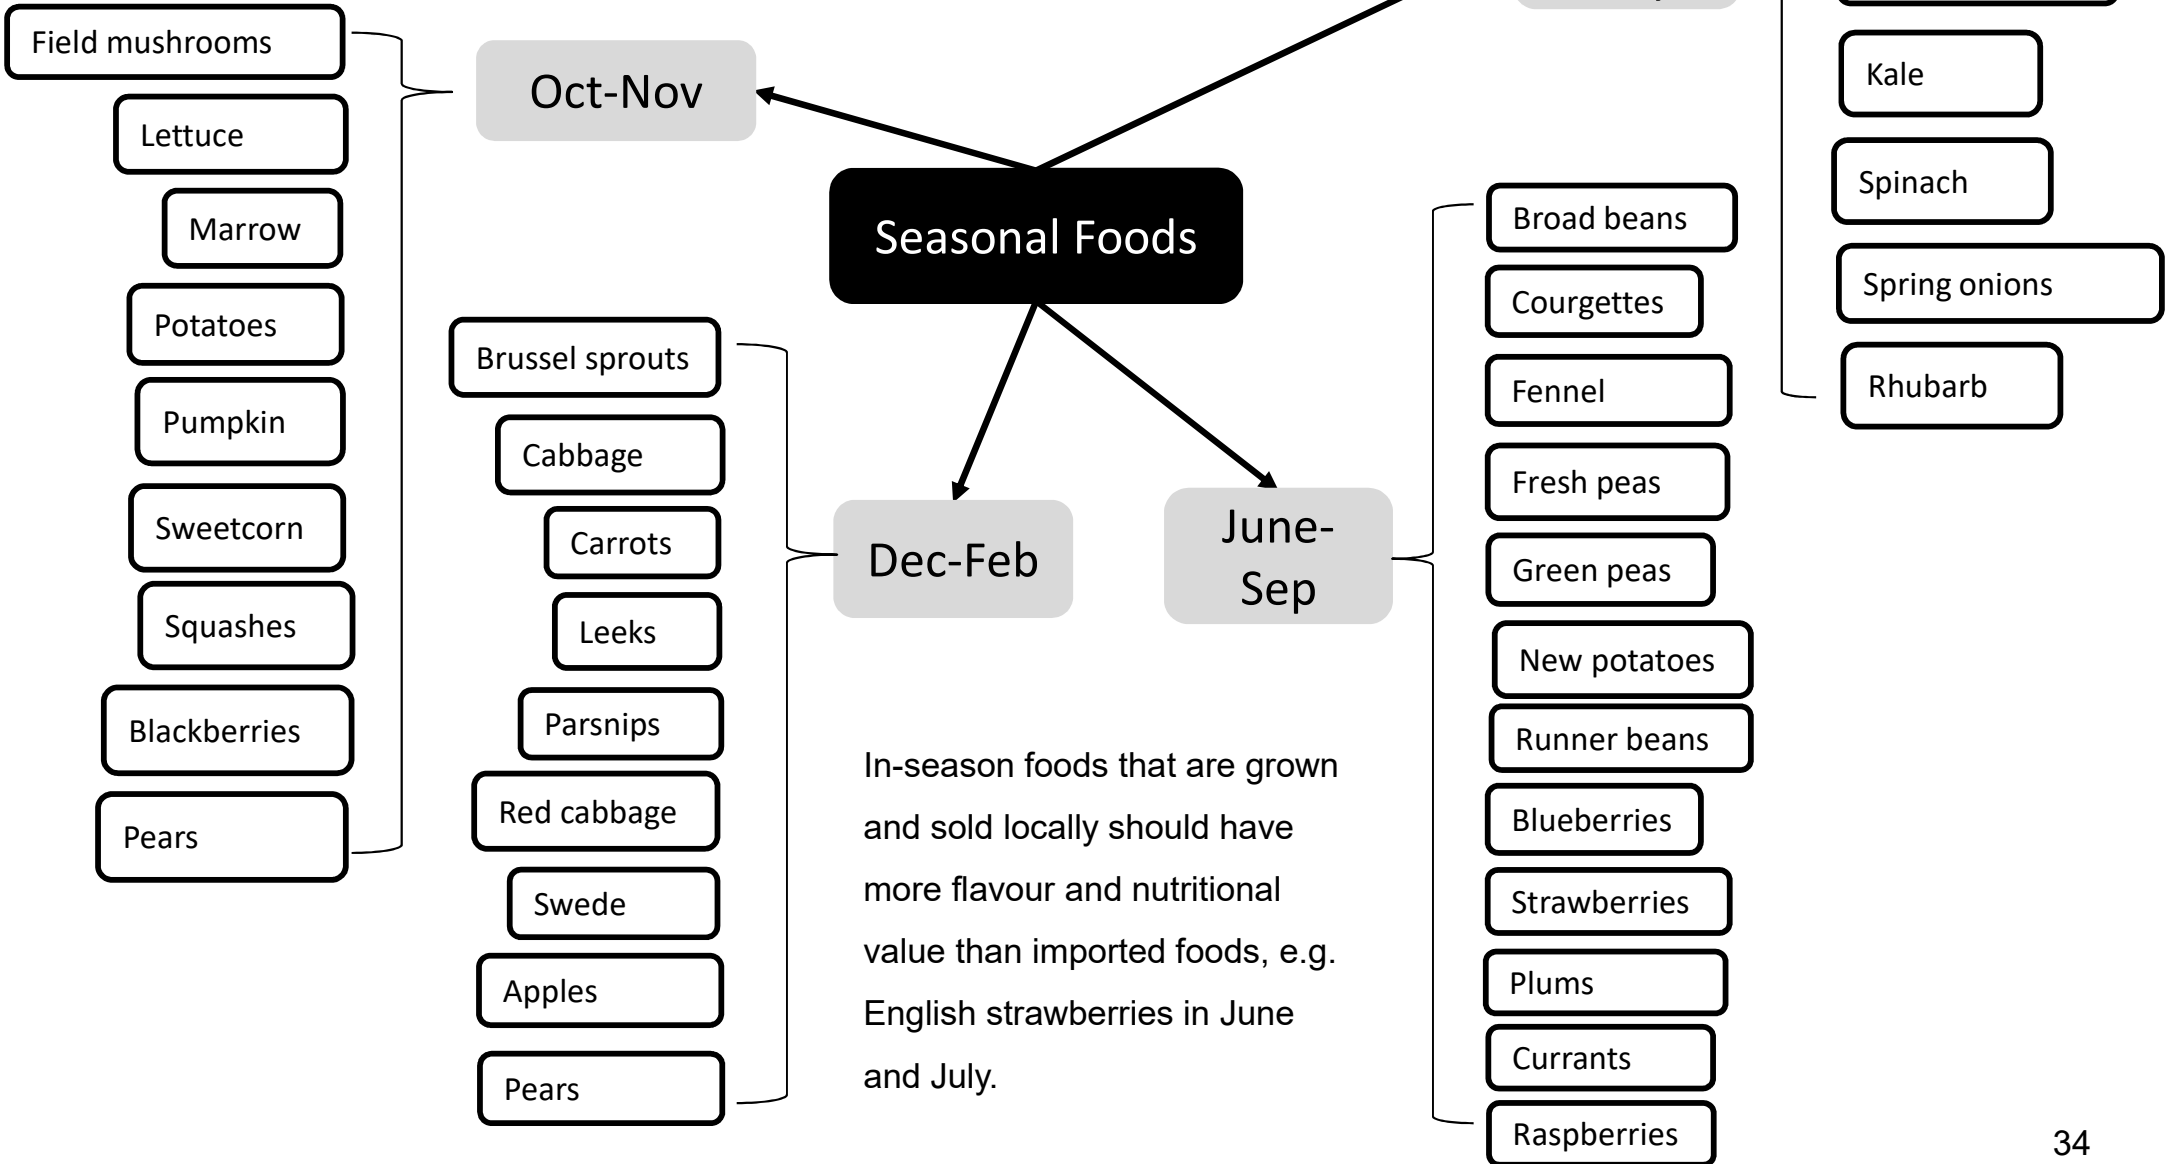 Field mushrooms
Lettuce
Marrow
Potatoes
Pumpkin
Sweetcorn
Squashes
Blackberries
Pears
Oct-Nov
Seasonal Foods
Brussel sprouts
Cabbage
Carrots
Leeks
Parsnips
Red cabbage
Swede
Apples
Pears
Dec-Feb
June-
Sep
Broad beans
Courgettes
Fennel
Fresh peas
Green peas
New potatoes
Runner beans
Blueberries
Strawberries
Plums
Currants
Raspberries
Kale
Spinach
Spring onions
Rhubarb
In-season foods that are grown
and sold locally should have
more flavour and nutritional
value than imported foods, e.g.
English strawberries in June
and July.
34